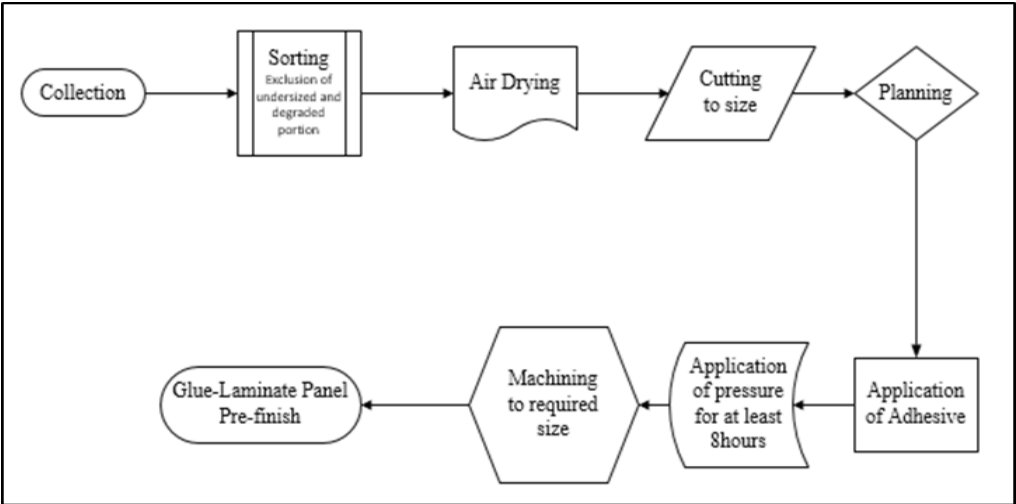 Collection
Sorting
Exclusion of
undersized and
degraded
portion
Air Drying
Cutting
to size
Planning
Application
of Adhesive
Application
of pressure
for at least
8hours
Machining
to required
size
Glue-Laminate Panel
Pre-finish